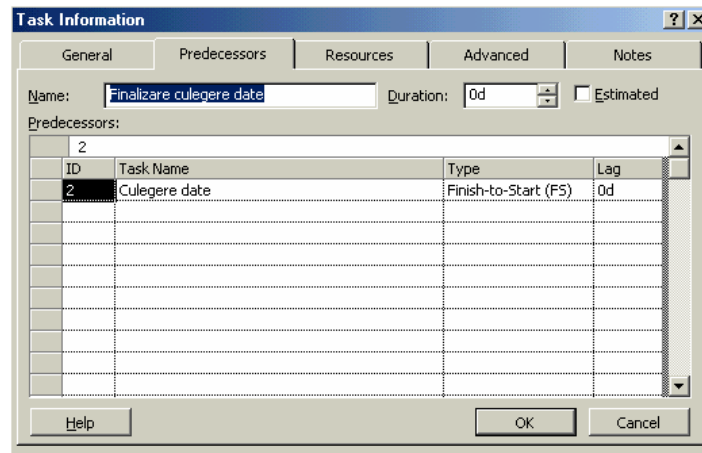 Task Information
General Predecessors Resources Advanced Notes
Name: Finalizare culegere date Duration: 0d Estimated
Predecessors:
2
ID Task Name Type Lag
2 Culegere date Finish-to-Start (FS) 0d
Help OK Cancel